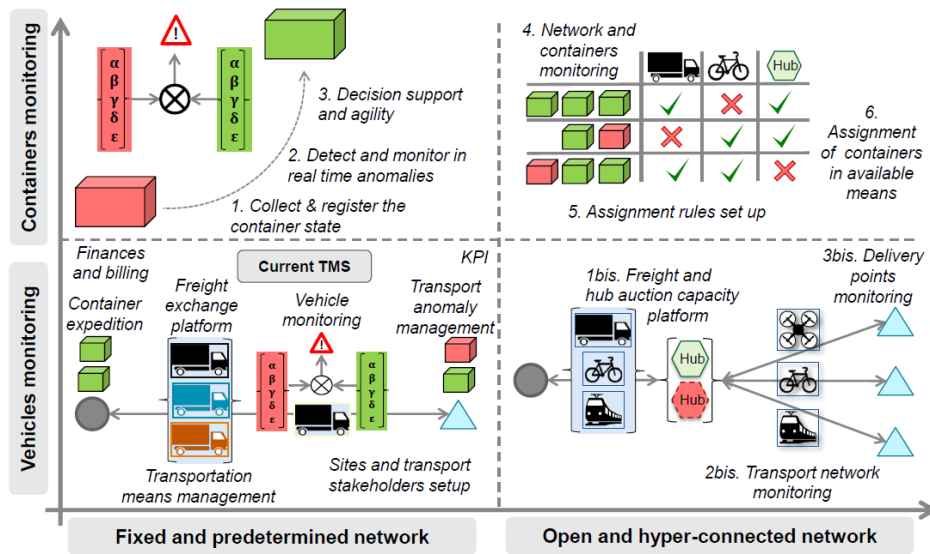 Containers monitoring
α
β
γ
δ
ε
α
β
γ
δ
ε
3. Decision support
and agility
2. Detect and monitor in
real time anomalies
1. Collect & register the
container state
4. Network and
containers
monitoring
Hub
6.
Assignment
of containers
in available
means
5. Assignment rules set up
Vehicles monitoring
Finances
and billing
Current TMS
KPI
Container
expedition
Freight
exchange
platform
Vehicle
monitoring
Transport
anomaly
management
α
β
γ
δ
ε
α
β
γ
δ
ε
Transportation
means management
Sites and transport
stakeholders setup
1bis. Freight and
hub auction capacity
platform
3bis. Delivery
points
monitoring
Hub
Hub
2bis. Transport network
monitoring
Fixed and predetermined network
Open and hyper-connected network